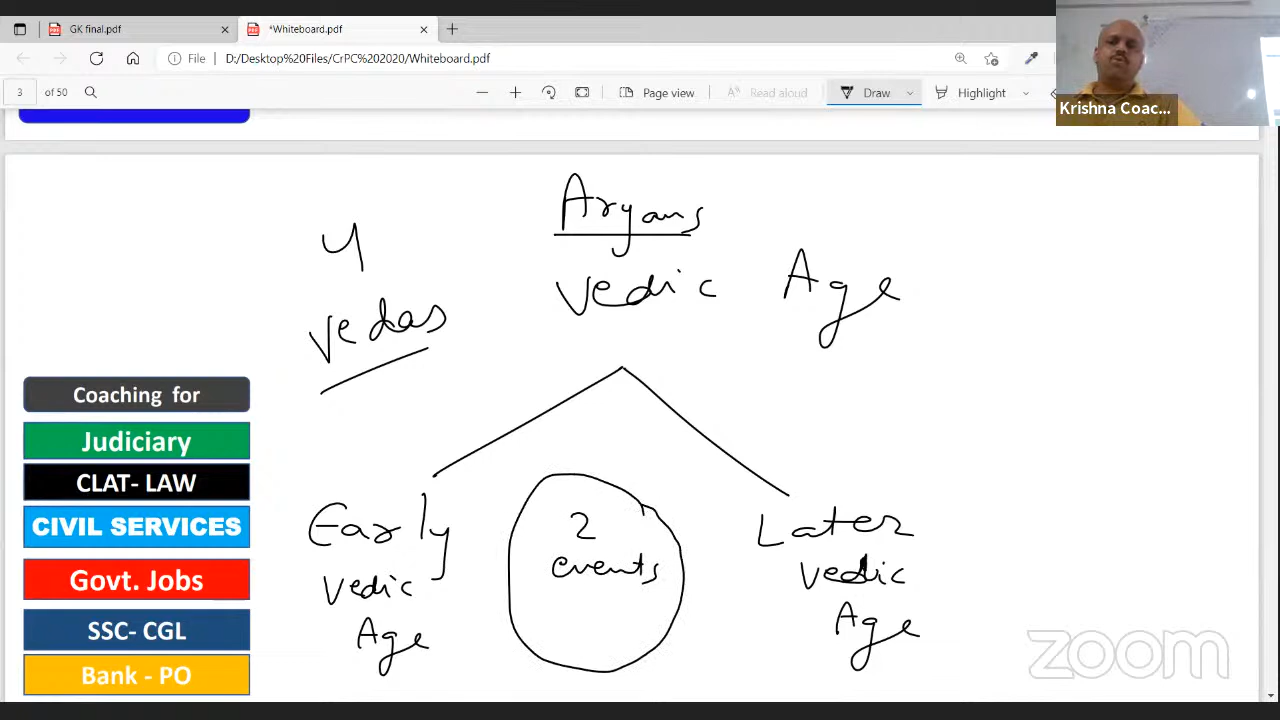 GK final.pdf
*Whiteboard.pdf
File
D:/Desktop%20Files/CrPC%202020/Whiteboard.pdf
3 of 50
Page view
Read aloud
Draw
Highlight
Krishna Coac...
Aryans
Vedic Age
4
Vedas
Early
Vedic
Age
2
events
Later
Vedic
Age
Coaching for
Judiciary
CLAT- LAW
CIVIL SERVICES
Govt. Jobs
SSC- CGL
Bank - PO
zoom